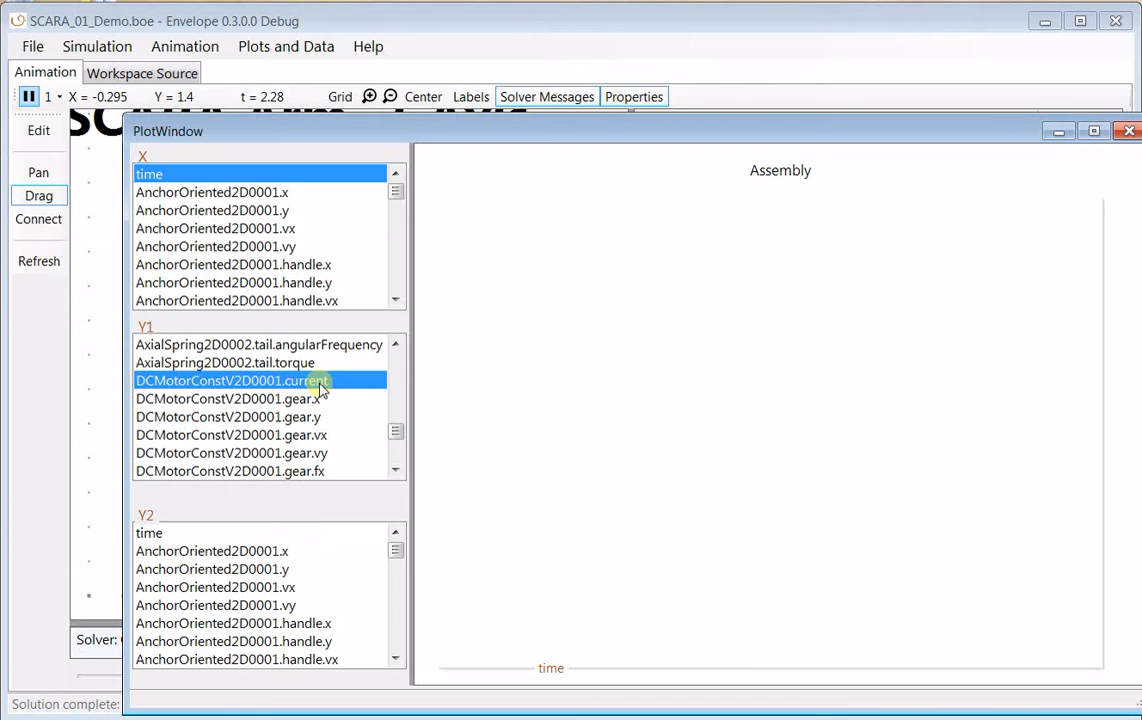 SCARA_01_Demo.boe - Envelope 0.3.0.0 Debug
File Simulation Animation Plots and Data Help
Animation Workspace Source
1 X = -0.295 Y = 1.4 t = 2.28 Grid Center Labels Solver Messages Properties
Edit
Pan
Drag
Connect
Refresh
PlotWindow
X
time
AnchorOriented2D0001.x
AnchorOriented2D0001.y
AnchorOriented2D0001.vx
AnchorOriented2D0001.vy
AnchorOriented2D0001.handle.x
AnchorOriented2D0001.handle.y
AnchorOriented2D0001.handle.vx
Y1
AxialSpring2D0002.tail.angularFrequency
AxialSpring2D0002.tail.torque
DCMotorConstV2D0001.current
DCMotorConstV2D0001.gear.x
DCMotorConstV2D0001.gear.y
DCMotorConstV2D0001.gear.vx
DCMotorConstV2D0001.gear.vy
DCMotorConstV2D0001.gear.fx
Y2
time
AnchorOriented2D0001.x
AnchorOriented2D0001.y
AnchorOriented2D0001.vx
AnchorOriented2D0001.vy
AnchorOriented2D0001.handle.x
AnchorOriented2D0001.handle.y
AnchorOriented2D0001.handle.vx
Assembly
time
Solver:
Solution complete: